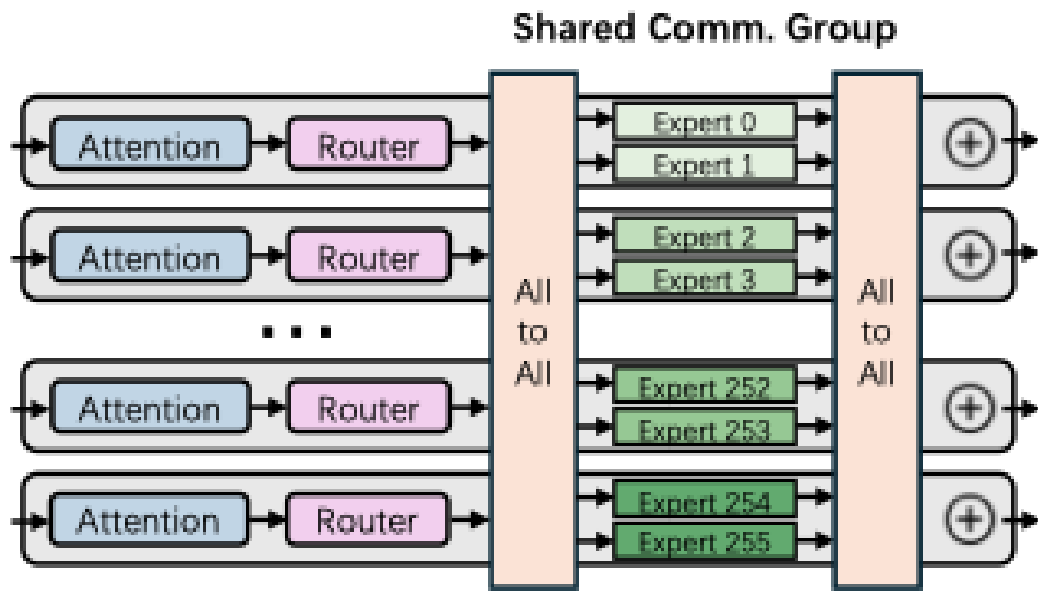 Shared Comm. Group
Attention
Router
Expert 0
Expert 1
Attention
Router
Expert 2
Expert 3
All
to
All
All
to
All
...
Attention
Router
Expert 252
Expert 253
Attention
Router
Expert 254
Expert 255